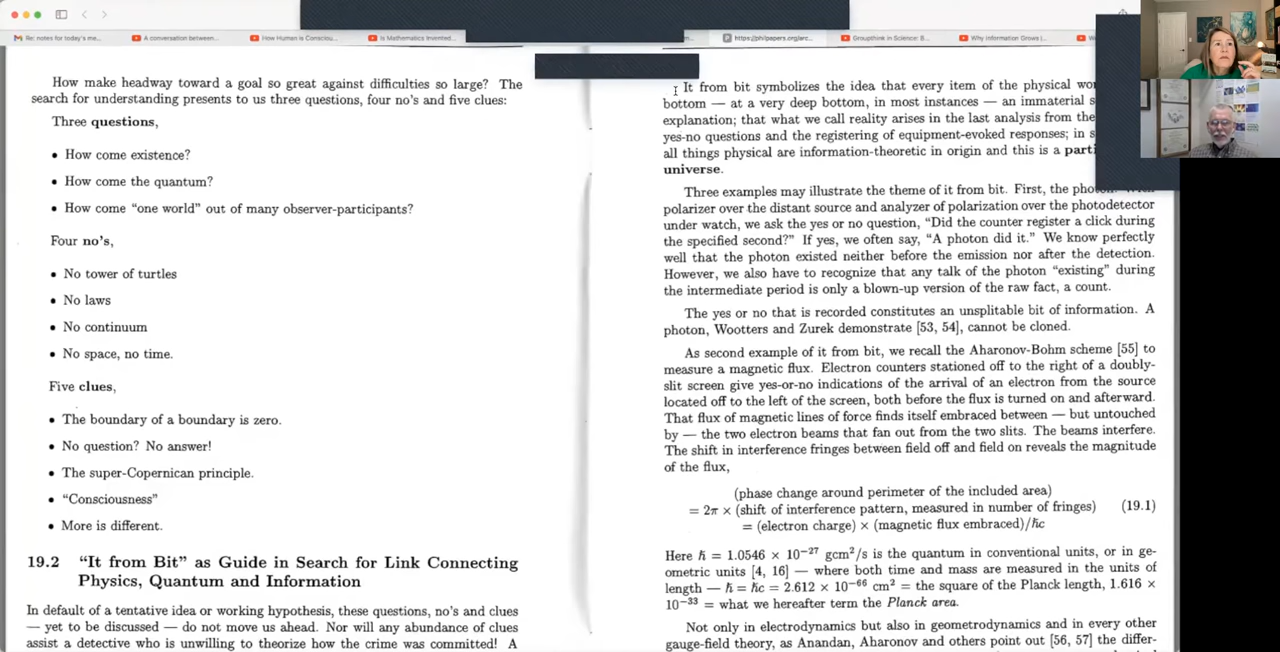 Re: notes for today's me...
A conversation between...
How Human is Consciou...
Is Mathematics Invented...
m...
https://philpapers.org/arc...
Groupthink in Science: B...
Why Information Grows |...
We
How make headway toward a goal so great against difficulties so large? The
search for understanding presents to us three questions, four no's and five clues:
Three questions,
• How come existence?
• How come the quantum?
• How come “one world” out of many observer-participants?
Four no's,
• No tower of turtles
• No laws
• No continuum
• No space, no time.
Five clues,
• The boundary of a boundary is zero.
• No question? No answer!
• The super-Copernican principle.
• “Consciousness”
• More is different.
19.2 “It from Bit” as Guide in Search for Link Connecting
Physics, Quantum and Information
In default of a tentative idea or working hypothesis, these questions, no's and clues
— yet to be discussed — do not move us ahead. Nor will any abundance of clues
assist a detective who is unwilling to theorize how the crime was committed! A
It from bit symbolizes the idea that every item of the physical wor
bottom — at a very deep bottom, in most instances — an immaterial s
explanation; that what we call reality arises in the last analysis from the
yes-no questions and the registering of equipment-evoked responses; in s
all things physical are information-theoretic in origin and this is a parti
universe.
Three examples may illustrate the theme of it from bit. First, the photon. With
polarizer over the distant source and analyzer of polarization over the photodetector
under watch, we ask the yes or no question, “Did the counter register a click during
the specified second?” If yes, we often say, “A photon did it.” We know perfectly
well that the photon existed neither before the emission nor after the detection.
However, we also have to recognize that any talk of the photon “existing” during
the intermediate period is only a blown-up version of the raw fact, a count.
The yes or no that is recorded constitutes an unsplitable bit of information. A
photon, Wootters and Zurek demonstrate [53, 54], cannot be cloned.
As second example of it from bit, we recall the Aharonov-Bohm scheme [55] to
measure a magnetic flux. Electron counters stationed off to the right of a doubly-
slit screen give yes-or-no indications of the arrival of an electron from the source
located off to the left of the screen, both before the flux is turned on and afterward.
That flux of magnetic lines of force finds itself embraced between — but untouched
by — the two electron beams that fan out from the two slits. The beams interfere.
The shift in interference fringes between field off and field on reveals the magnitude
of the flux,
(phase change around perimeter of the included area)
= 2π × (shift of interference pattern, measured in number of fringes) (19.1)
= (electron charge) × (magnetic flux embraced)/ℏc
Here ℏ = 1.0546 × 10⁻²⁷ gcm²/s is the quantum in conventional units, or in ge-
ometric units [4, 16] — where both time and mass are measured in the units of
length — ℏ = ℏc = 2.612 × 10⁻⁶⁶ cm² = the square of the Planck length, 1.616 ×
10⁻³³ = what we hereafter term the Planck area.
Not only in electrodynamics but also in geometrodynamics and in every other
gauge-field theory, as Anandan, Aharonov and others point out [56, 57] the differ-